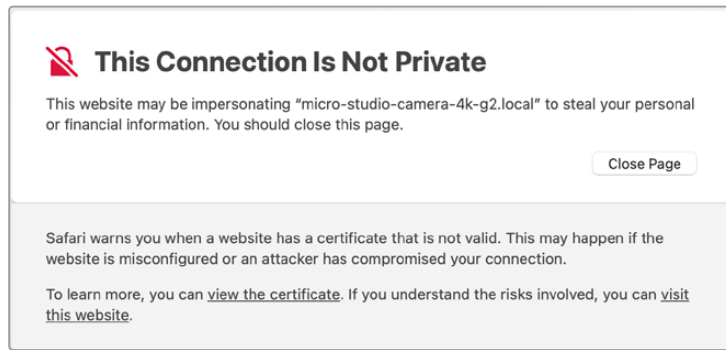 This Connection Is Not Private
This website may be impersonating “micro-studio-camera-4k-g2.local” to steal your personal
or financial information. You should close this page.
Close Page
Safari warns you when a website has a certificate that is not valid. This may happen if the
website is misconfigured or an attacker has compromised your connection.
To learn more, you can view the certificate. If you understand the risks involved, you can visit
this website.